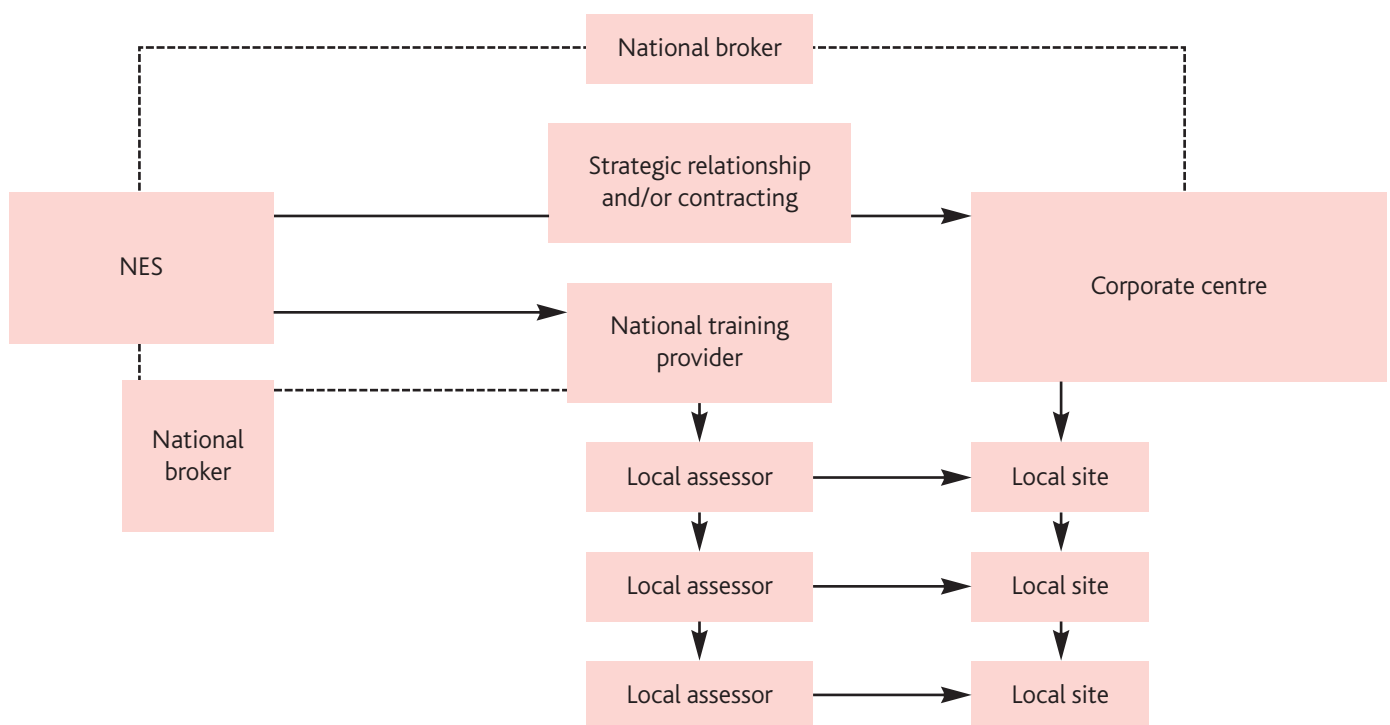 National broker
Strategic relationship
and/or contracting
NES
Corporate centre
National training
provider
National
broker
Local assessor
Local site
Local assessor
Local site
Local assessor
Local site